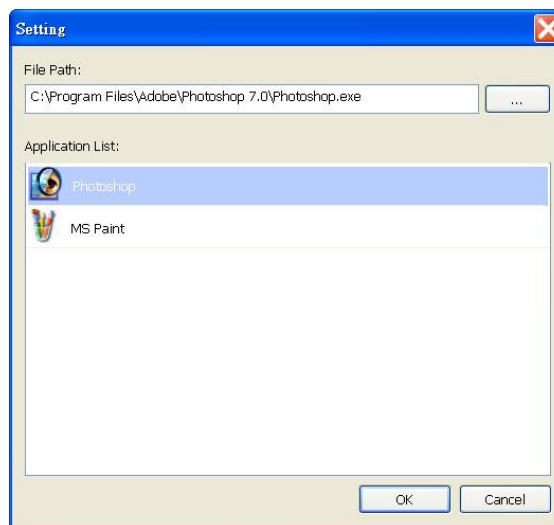 Setting
File Path:
C:\Program Files\Adobe\Photoshop 7.0\Photoshop.exe
...
Application List:
Photoshop
MS Paint
OK Cancel